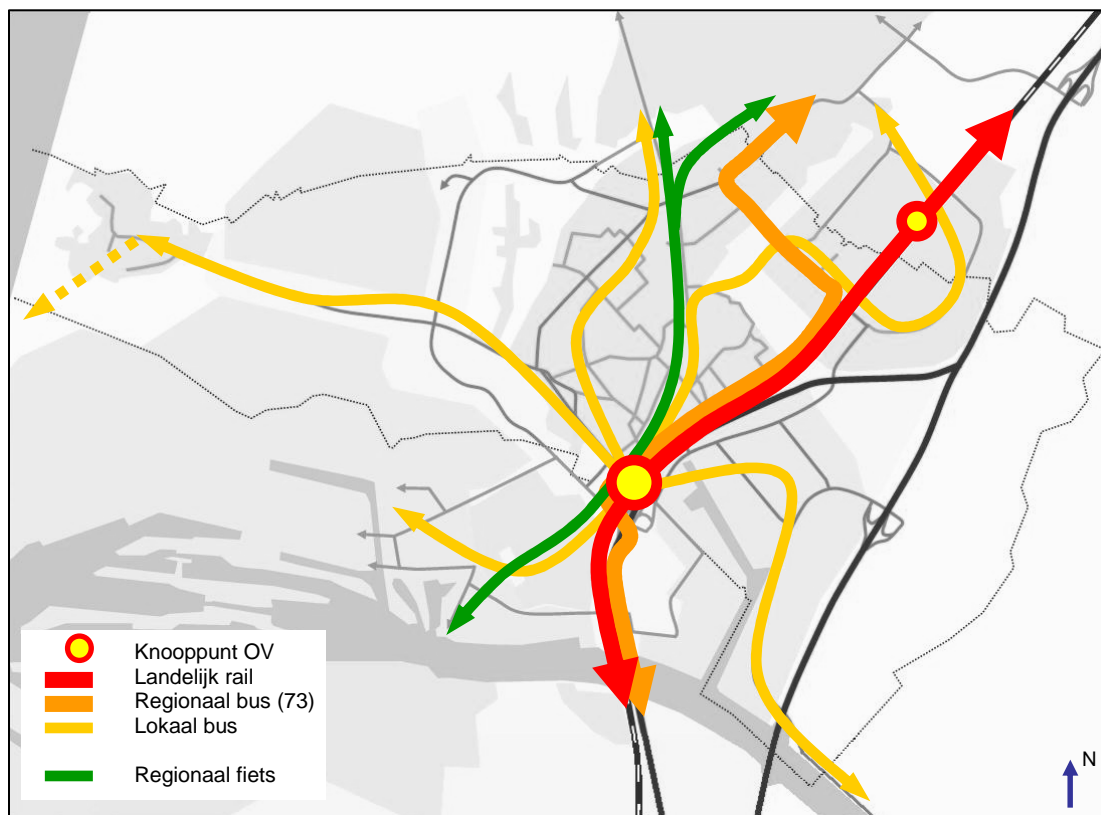 Knooppunt OV
Landelijk rail
Regionaal bus (73)
Lokaal bus
Regionaal fiets
N